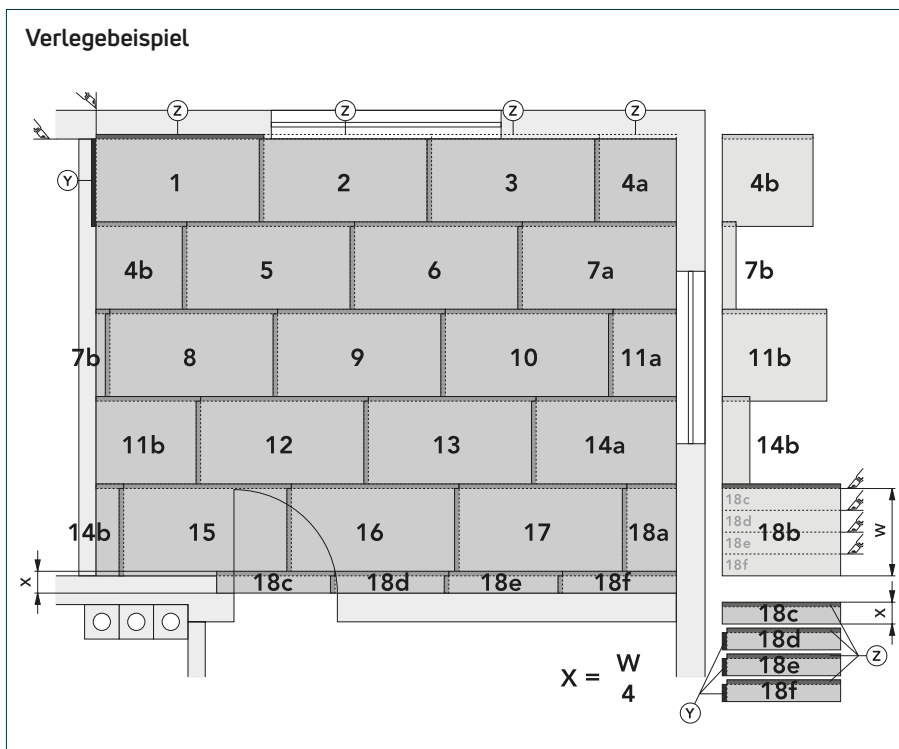 Verlegebeispiel
Z Z Z Z
Y 1 2 3 4a 4b
4b 5 6 7a 7b
7b 8 9 10 11a 11b
11b 12 13 14a 14b
14b 15 16 17 18a
18c
18d
18b
18e
18f
W
X 18c 18d 18e 18f
18c X
18d
Z
18e
18f
Y
X = W
4